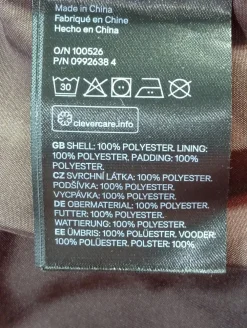 Made in China
Fabriqué en Chine
Hecho en China
O/N 100526
P/N 0992638 4
30
clevercare.info
GB SHELL: 100% POLYESTER. LINING:
100% POLYESTER. PADDING: 100%
POLYESTER.
CZ SVRCHNÍ LÁTKA: 100% POLYESTER.
PODŠÍVKA: 100% POLYESTER.
VYCPÁVKA: 100% POLYESTER.
DE OBERMATERIAL: 100% POLYESTER.
FUTTER: 100% POLYESTER.
WATTIERUNG: 100% POLYESTER.
EE ÜMBRIS: 100% POLÜESTER. VOODER:
100% POLÜESTER. POLSTER: 100%